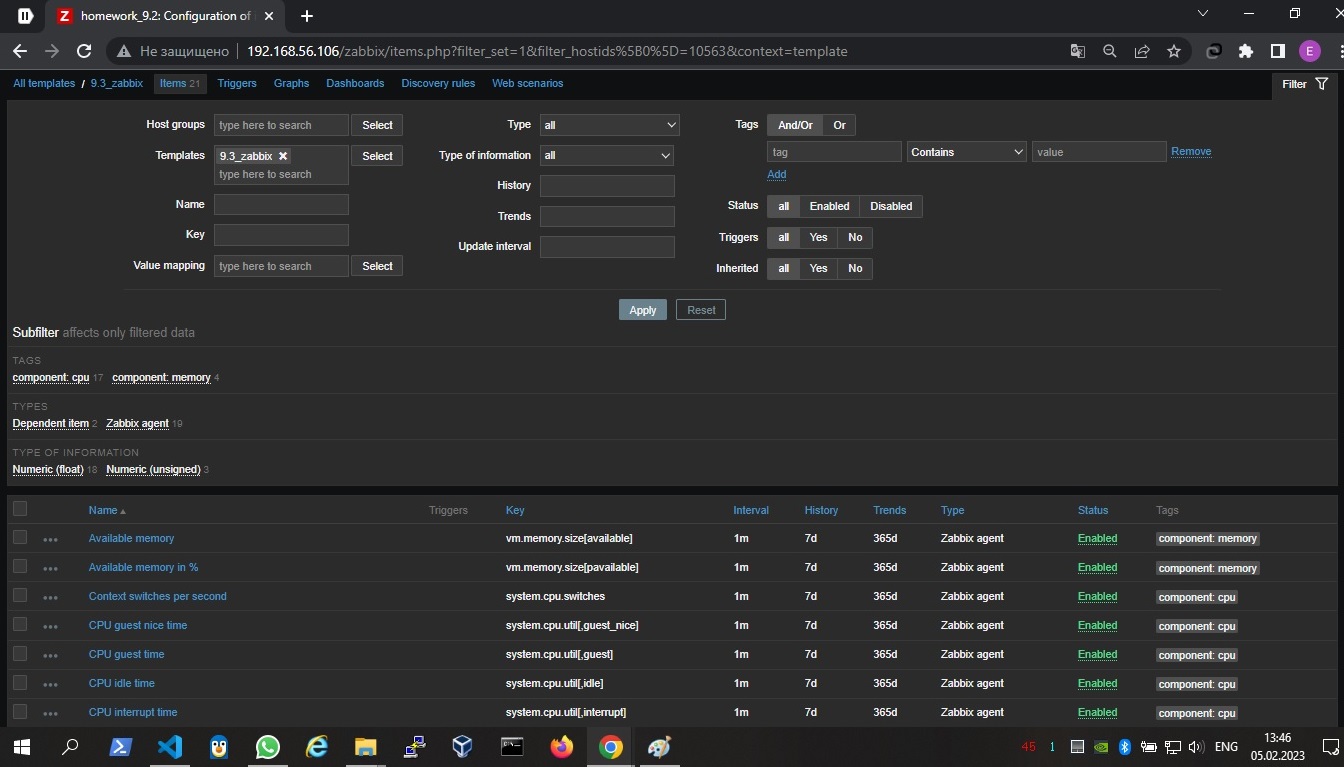 homework_9.2: Configuration of
Не защищено 192.168.56.106/zabbix/items.php?filter_set=1&filter_hostids%5B0%5D=10563&context=template E
All templates / 9.3_zabbix Items 21 Triggers Graphs Dashboards Discovery rules Web scenarios Filter
Host groups type here to search Select Type all Tags And/Or Or
Templates 9.3_zabbix Select Type of information all tag Contains value Remove
type here to search Add
History
Name Trends Status all Enabled Disabled
Key Update interval Triggers all Yes No
Value mapping type here to search Select Inherited all Yes No
Apply Reset
Subfilter affects only filtered data
TAGS
component: cpu 17 component: memory 4
TYPES
Dependent item 2 Zabbix agent 19
TYPE OF INFORMATION
Numeric (float) 18 Numeric (unsigned) 3
Name Triggers Key Interval History Trends Type Status Tags
Available memory vm.memory.size[available] 1m 7d 365d Zabbix agent Enabled component: memory
Available memory in % vm.memory.size[pavailable] 1m 7d 365d Zabbix agent Enabled component: memory
Context switches per second system.cpu.switches 1m 7d 365d Zabbix agent Enabled component: cpu
CPU guest nice time system.cpu.util[,guest_nice] 1m 7d 365d Zabbix agent Enabled component: cpu
CPU guest time system.cpu.util[,guest] 1m 7d 365d Zabbix agent Enabled component: cpu
CPU idle time system.cpu.util[,idle] 1m 7d 365d Zabbix agent Enabled component: cpu
CPU interrupt time system.cpu.util[,interrupt] 1m 7d 365d Zabbix agent Enabled component: cpu
45 1 ENG 13:46
05.02.2023